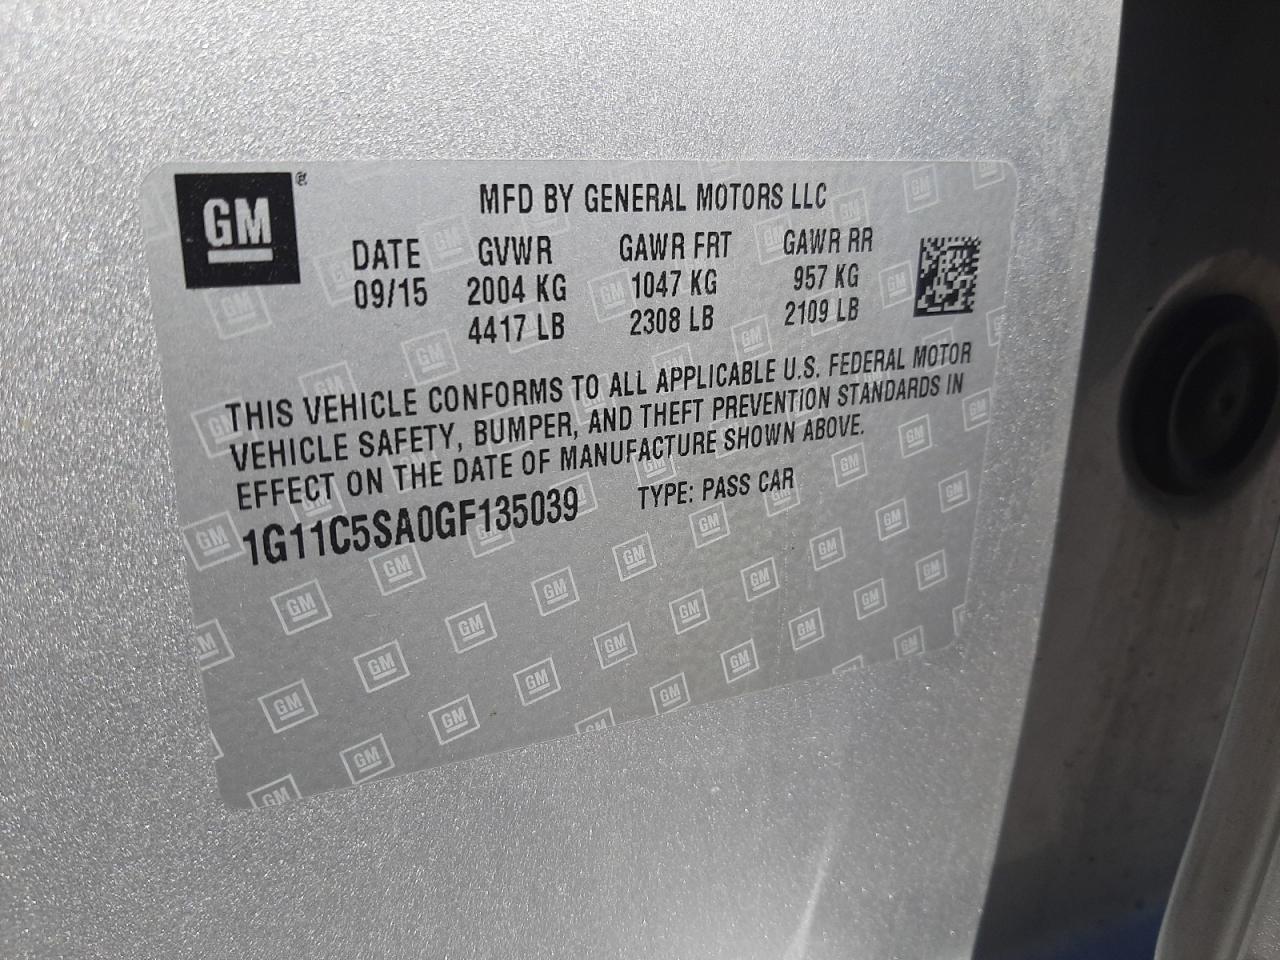 GM
MFD BY GENERAL MOTORS LLC
DATE GVWR GAWR FRT GAWR RR
09/15 2004 KG 1047 KG 957 KG
4417 LB 2308 LB 2109 LB
THIS VEHICLE CONFORMS TO ALL APPLICABLE U.S. FEDERAL MOTOR
VEHICLE SAFETY, BUMPER, AND THEFT PREVENTION STANDARDS IN
EFFECT ON THE DATE OF MANUFACTURE SHOWN ABOVE.
1G11C5SA0GF135039 TYPE: PASS CAR